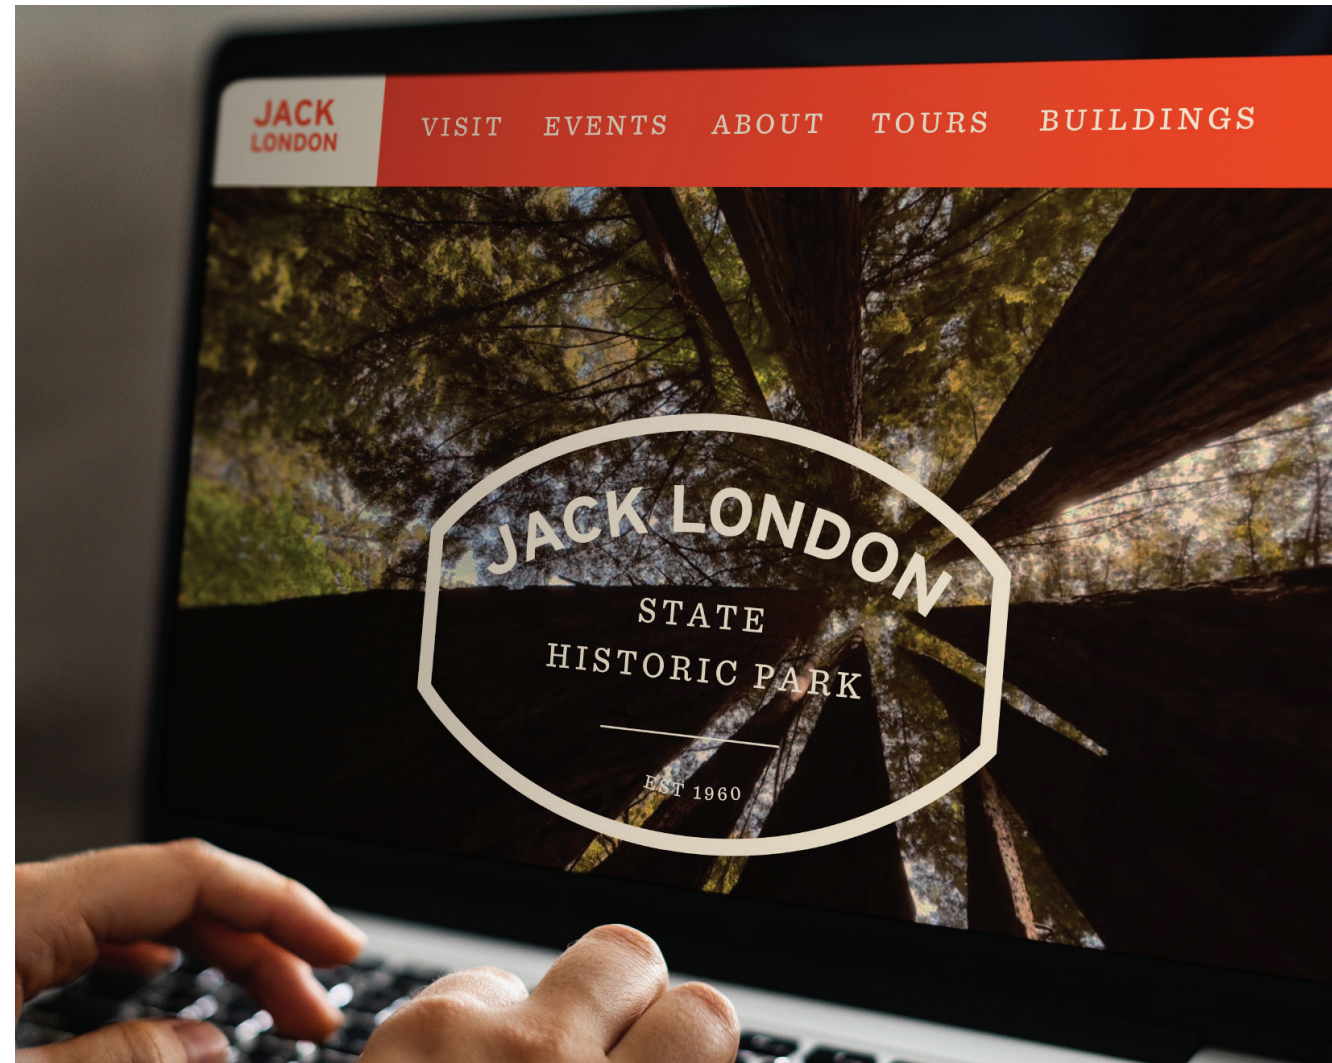 JACK
LONDON
VISIT EVENTS ABOUT TOURS BUILDINGS
JACK LONDON
STATE
HISTORIC PARK
EST 1960